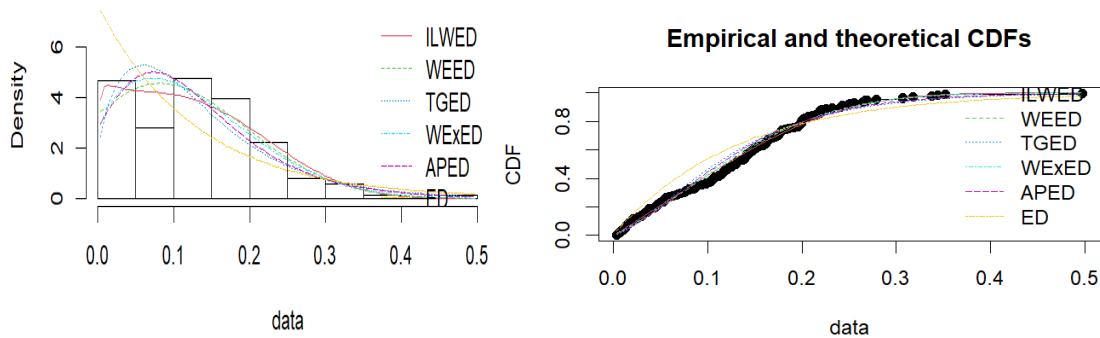 Density
0 2 4 6
ILWED
WEED
TGED
WExED
APED
ED
0.0 0.1 0.2 0.3 0.4 0.5
data
Empirical and theoretical CDFs
CDF
0.0 0.4 0.8
ILWED
WEED
TGED
WExED
APED
ED
0.0 0.1 0.2 0.3 0.4 0.5
data